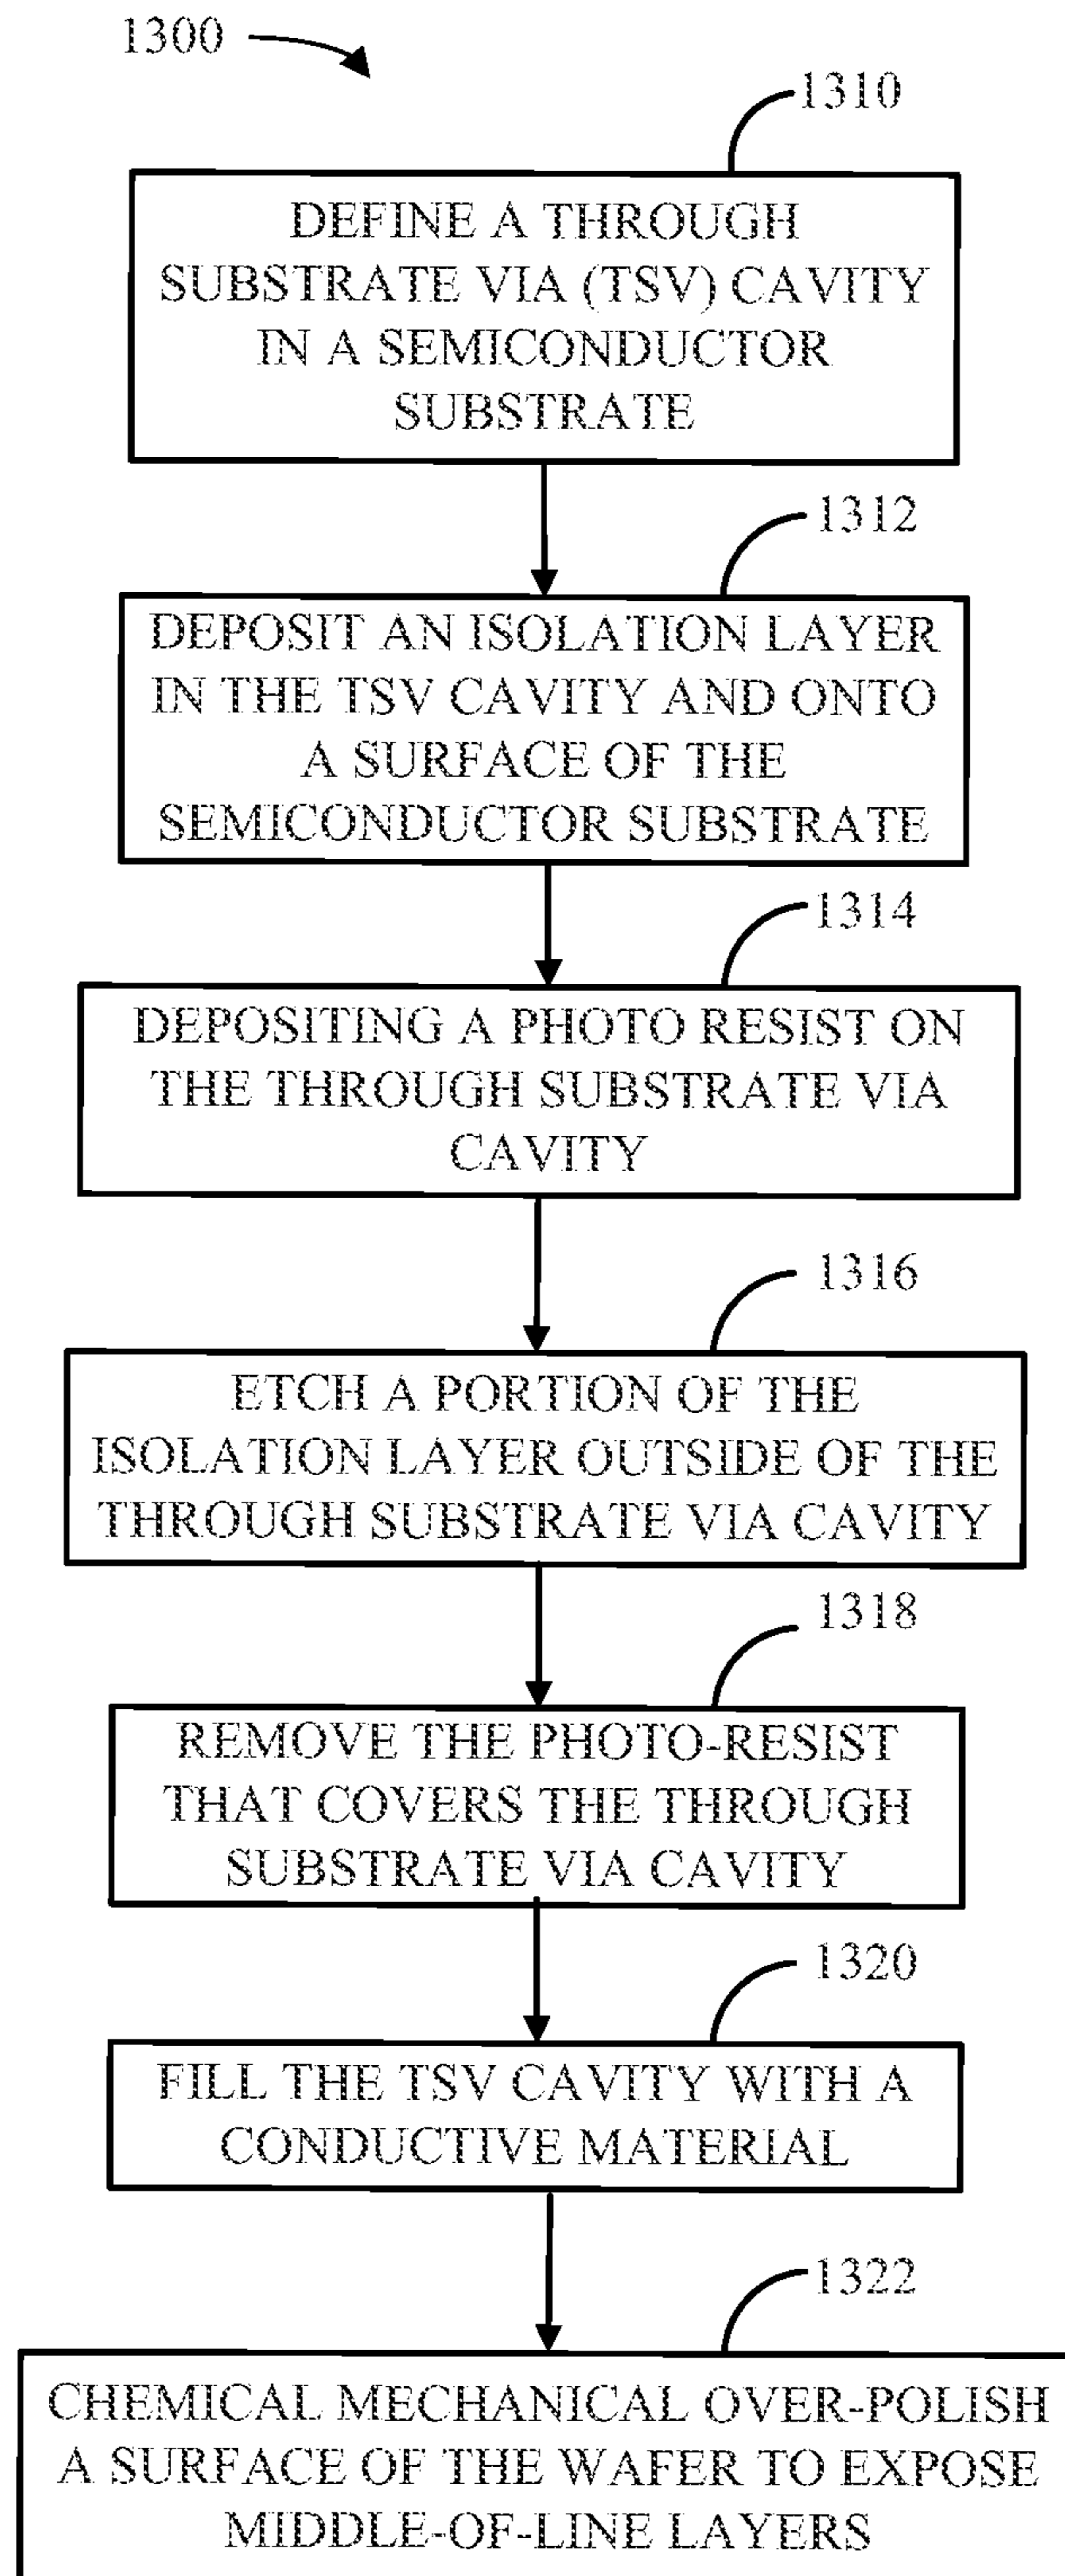 1300
1310
DEFINE A THROUGH
SUBSTRATE VIA (TSV) CAVITY
IN A SEMICONDUCTOR
SUBSTRATE
1312
DEPOSIT AN ISOLATION LAYER
IN THE TSV CAVITY AND ONTO
A SURFACE OF THE
SEMICONDUCTOR SUBSTRATE
1314
DEPOSITING A PHOTO RESIST ON
THE THROUGH SUBSTRATE VIA
CAVITY
1316
ETCH A PORTION OF THE
ISOLATION LAYER OUTSIDE OF THE
THROUGH SUBSTRATE VIA CAVITY
1318
REMOVE THE PHOTO-RESIST
THAT COVERS THE THROUGH
SUBSTRATE VIA CAVITY
1320
FILL THE TSV CAVITY WITH A
CONDUCTIVE MATERIAL
1322
CHEMICAL MECHANICAL OVER-POLISH
A SURFACE OF THE WAFER TO EXPOSE
MIDDLE-OF-LINE LAYERS